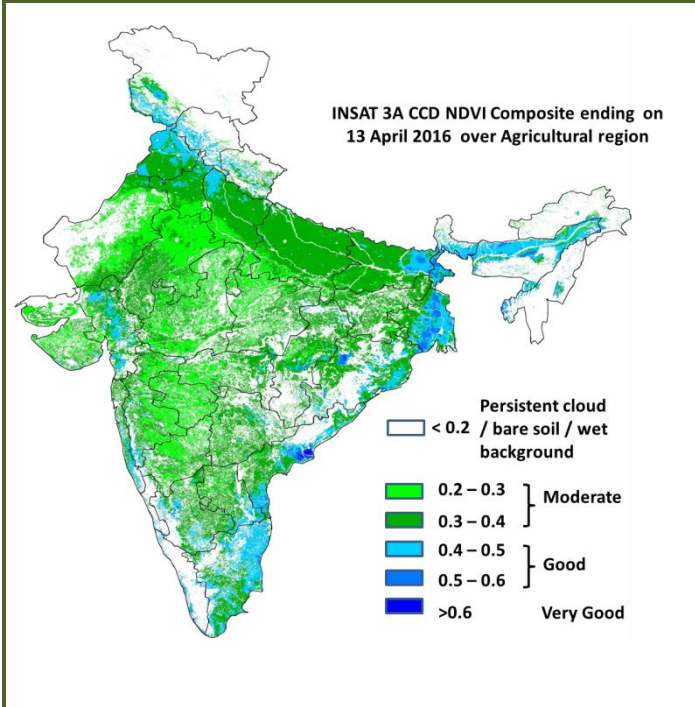 INSAT 3A CCD NDVI Composite ending on
13 April 2016 over Agricultural region
Persistent cloud
< 0.2 / bare soil / wet
background
0.2 – 0.3
Moderate
0.3 – 0.4
0.4 – 0.5
Good
0.5 – 0.6
>0.6 Very Good